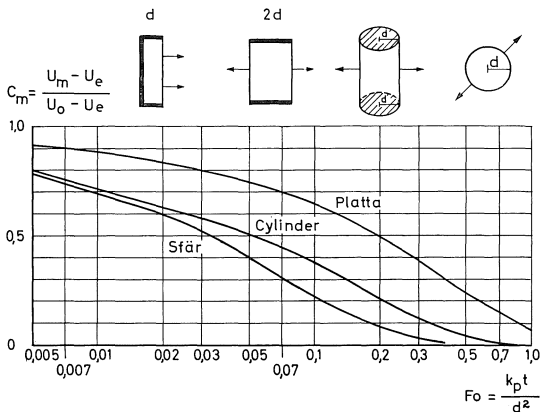 d
2d
d
d
C_m = (U_m − U_e) / (U_o − U_e)
1,0
Platta
0,5
Cylinder
Sfär
0
0,005 0,01 0,02 0,03 0,05 0,1 0,2 0,3 0,5 0,7 1,0
0,007 0,07
Fo = k_p t / d²